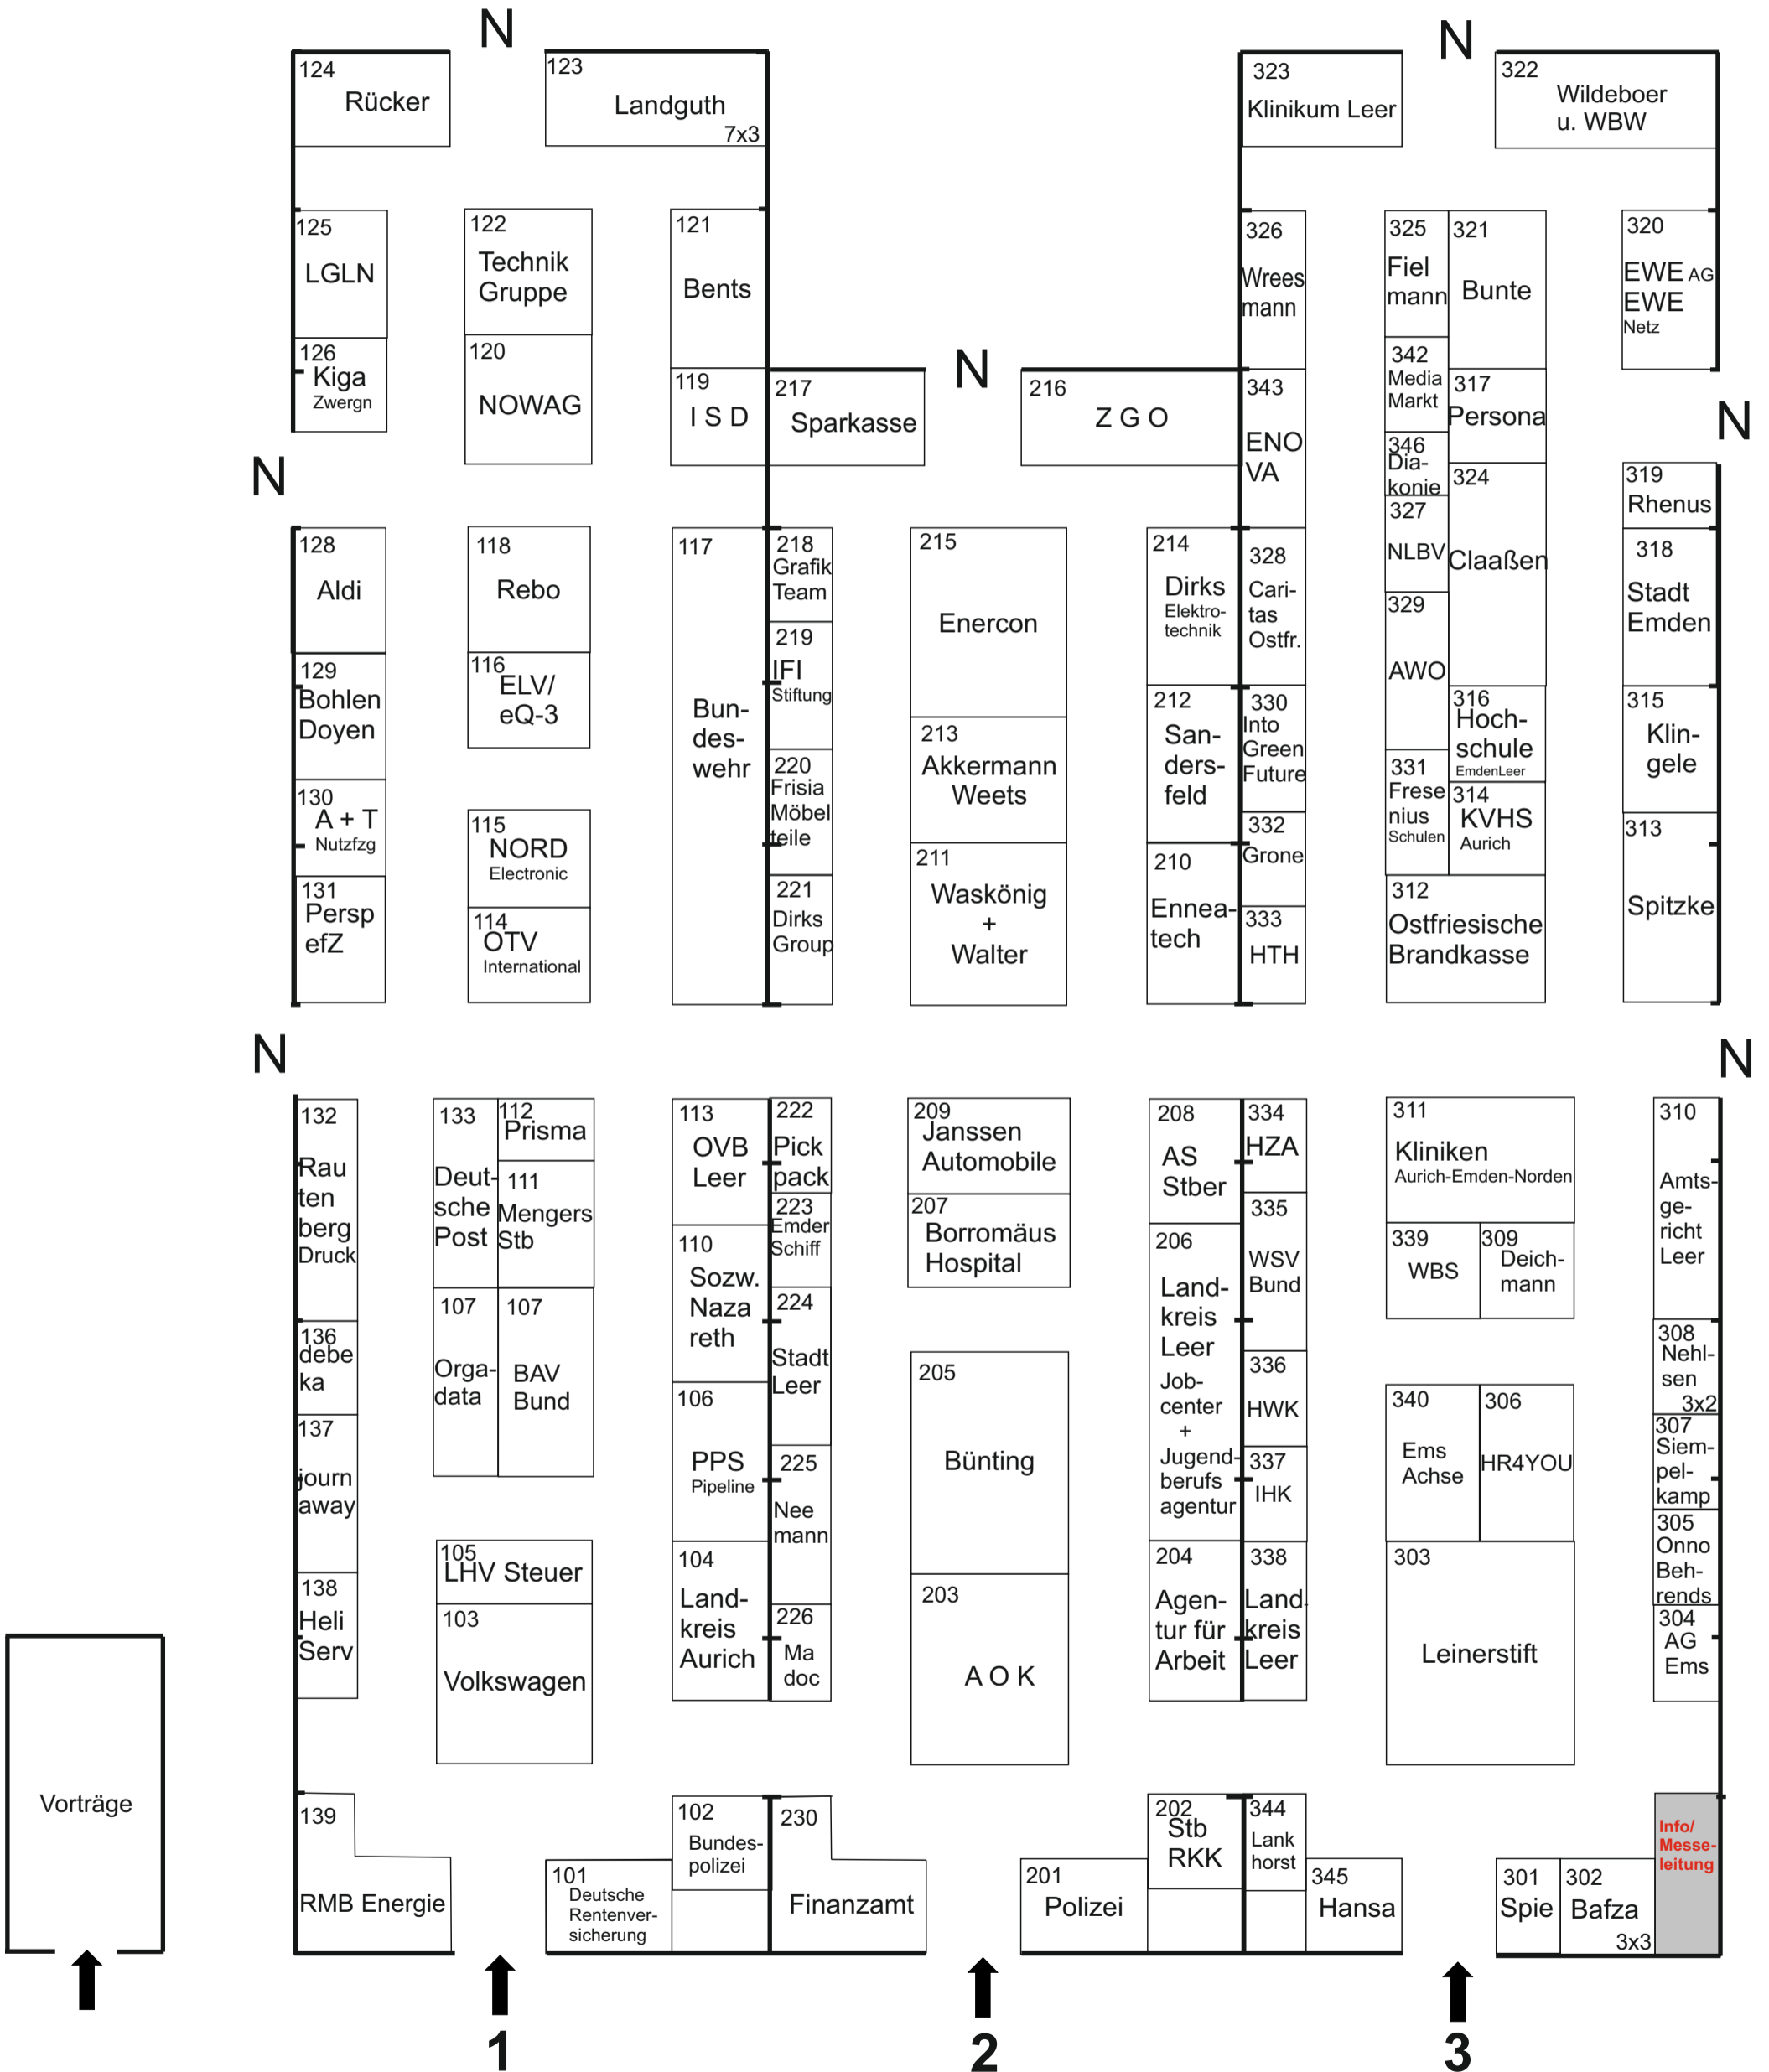 N
N
124
Rücker
123
Landguth
7x3
323
Klinikum Leer
322
Wildeboer
u. WBW
125
LGLN
122
Technik
Gruppe
121
Bents
326
Wrees
mann
325
Fiel
mann
321
Bunte
320
EWE AG
EWE
Netz
126
Kiga
Zwergn
120
NOWAG
119
I S D
217
Sparkasse
N
216
Z G O
343
ENO
VA
342
Media
Markt
317
Persona
N
346
Dia-
konie
324
Claaßen
319
Rhenus
N
327
NLBV
128
Aldi
118
Rebo
117
Bun-
des-
wehr
218
Grafik
Team
215
Enercon
214
Dirks
Elektro-
technik
328
Cari-
tas
Ostfr.
318
Stadt
Emden
329
AWO
219
IFI
Stiftung
129
Bohlen
Doyen
116
ELV/
eQ-3
213
Akkermann
Weets
212
San-
ders-
feld
330
Into
Green
Future
316
Hoch-
schule
EmdenLeer
315
Klin-
gele
220
Frisia
Möbel
teile
331
Frese
nius
Schulen
314
KVHS
Aurich
130
A + T
Nutzfzg
115
NORD
Electronic
332
Grone
313
Spitzke
211
Waskönig
+
Walter
210
Ennea-
tech
131
Persp
efZ
114
OTV
International
221
Dirks
Group
333
HTH
312
Ostfriesische
Brandkasse
N
N
132
Rau
ten
berg
Druck
133
Deut-
sche
Post
112
Prisma
111
Mengers
Stb
113
OVB
Leer
222
Pick
pack
209
Janssen
Automobile
208
AS
Stber
334
HZA
311
Kliniken
Aurich-Emden-Norden
310
Amts-
ge-
richt
Leer
223
Emder
Schiff
207
Borromäus
Hospital
335
WSV
Bund
110
Sozw.
Naza
reth
206
Land-
kreis
Leer
Job-
center
+
Jugend-
berufs
agentur
339
WBS
309
Deich-
mann
107
Orga-
data
107
BAV
Bund
224
Stadt
Leer
136
debe
ka
308
Nehl-
sen
3x2
205
Bünting
336
HWK
106
PPS
Pipeline
340
Ems
Achse
306
HR4YOU
137
journ
away
307
Siem-
pel-
kamp
225
Nee
mann
337
IHK
305
Onno
Beh-
rends
105
LHV Steuer
104
Land-
kreis
Aurich
204
Agen-
tur für
Arbeit
338
Land-
kreis
Leer
303
Leinerstift
138
Heli
Serv
103
Volkswagen
226
Ma
doc
203
A O K
304
AG
Ems
Vorträge
139
RMB Energie
102
Bundes-
polizei
230
Finanzamt
202
Stb
RKK
344
Lank
horst
Info/
Messe-
leitung
101
Deutsche
Rentenver-
sicherung
201
Polizei
345
Hansa
301
Spie
302
Bafza
3x3
1
2
3